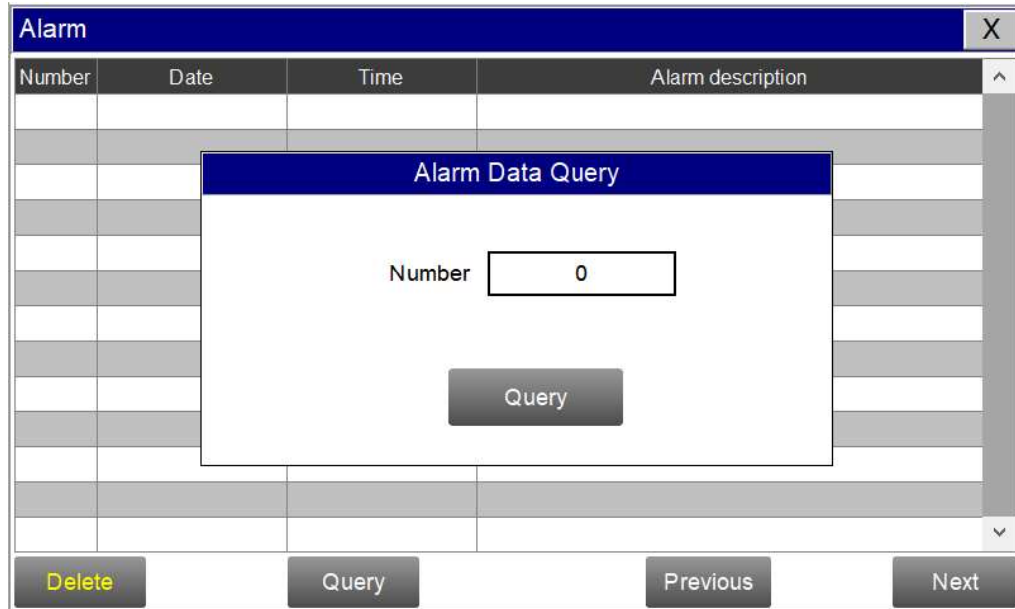 Alarm X
Number Date Time Alarm description
Alarm Data Query
Number 0
Query
Delete Query Previous Next